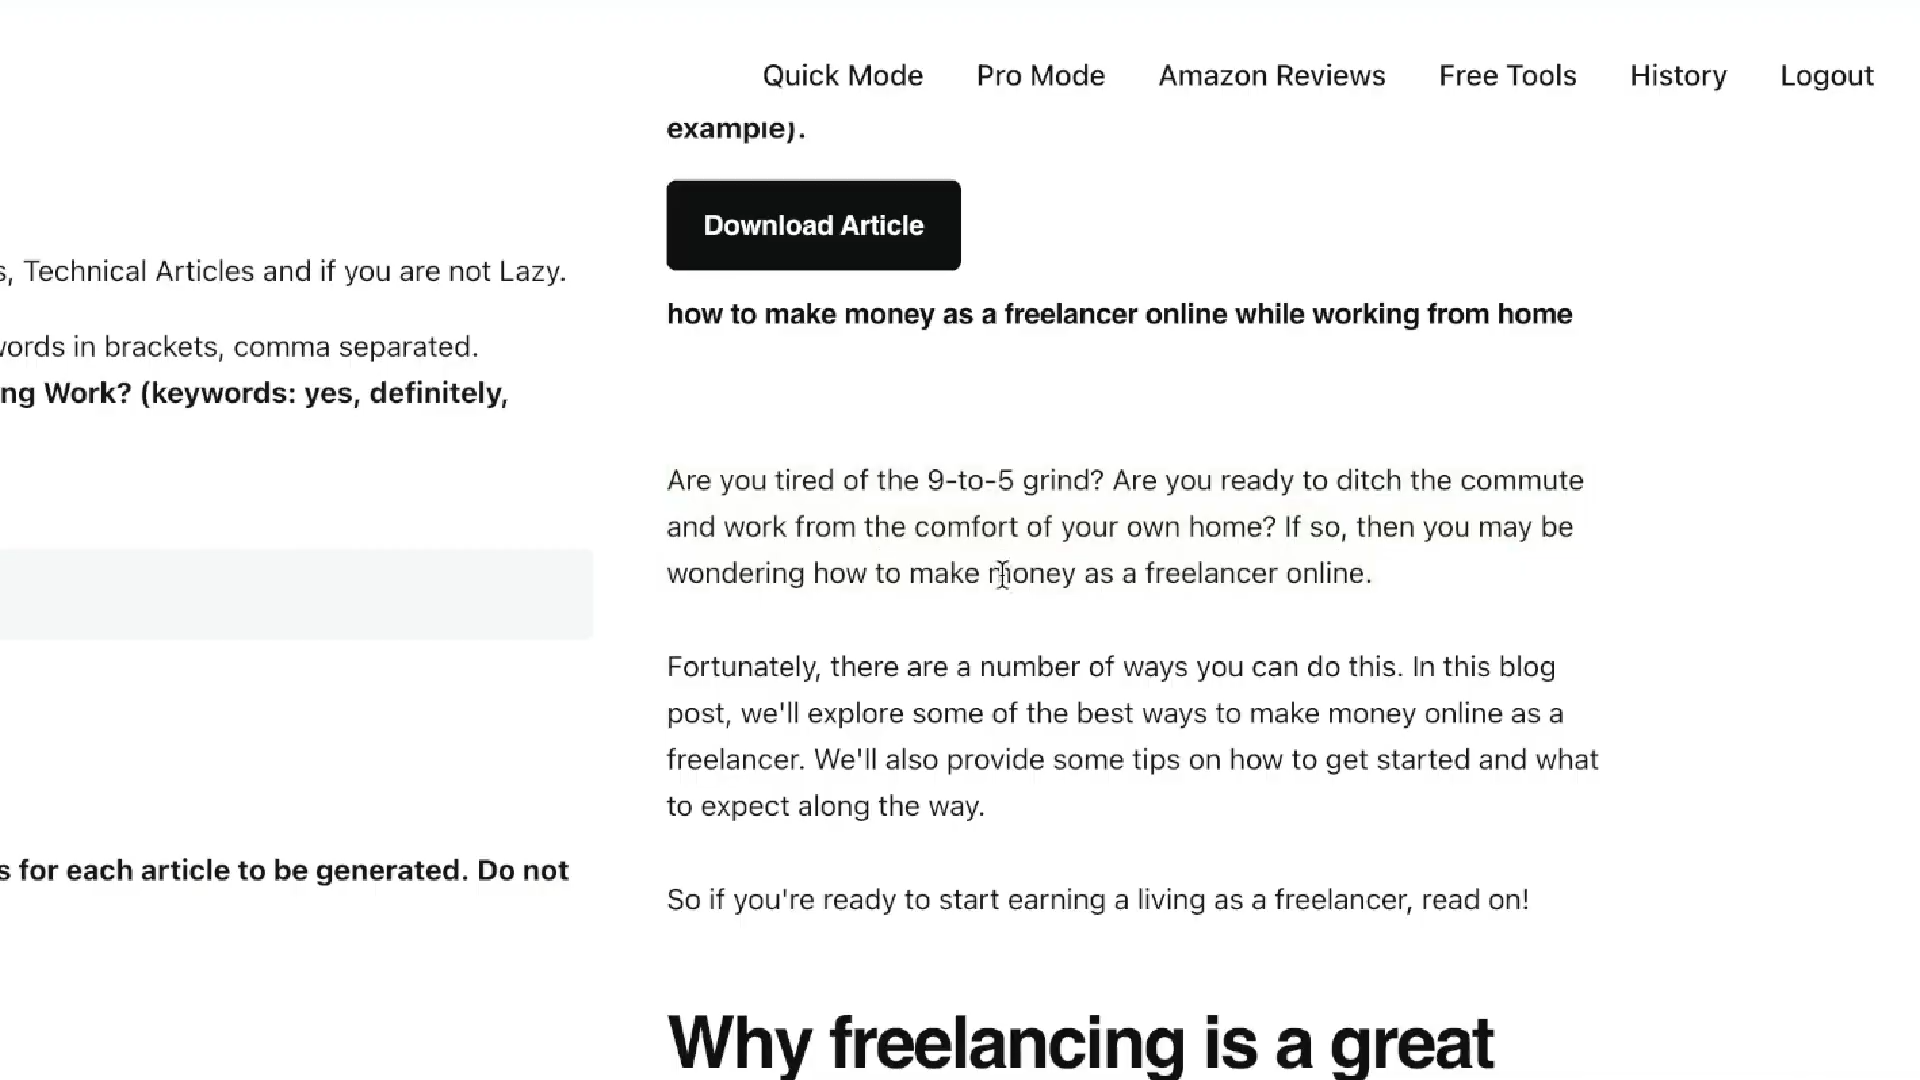 Quick Mode Pro Mode Amazon Reviews Free Tools History Logout
example).
Download Article
s, Technical Articles and if you are not Lazy.
how to make money as a freelancer online while working from home
words in brackets, comma separated.
ng Work? (keywords: yes, definitely,
Are you tired of the 9-to-5 grind? Are you ready to ditch the commute
and work from the comfort of your own home? If so, then you may be
wondering how to make money as a freelancer online.
Fortunately, there are a number of ways you can do this. In this blog
post, we'll explore some of the best ways to make money online as a
freelancer. We'll also provide some tips on how to get started and what
to expect along the way.
s for each article to be generated. Do not
So if you're ready to start earning a living as a freelancer, read on!
Why freelancing is a great